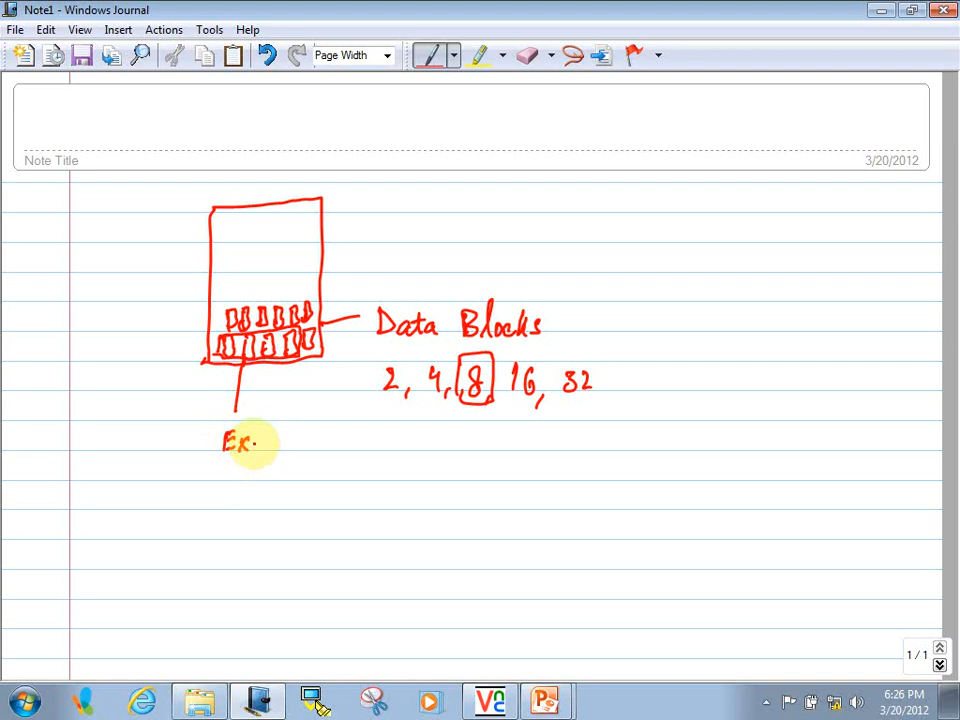 Note1 - Windows Journal
File Edit View Insert Actions Tools Help
Page Width
Note Title
3/20/2012
Data Blocks
2, 4, 8, 16, 32
Ex.
1 / 1
6:26 PM
3/20/2012